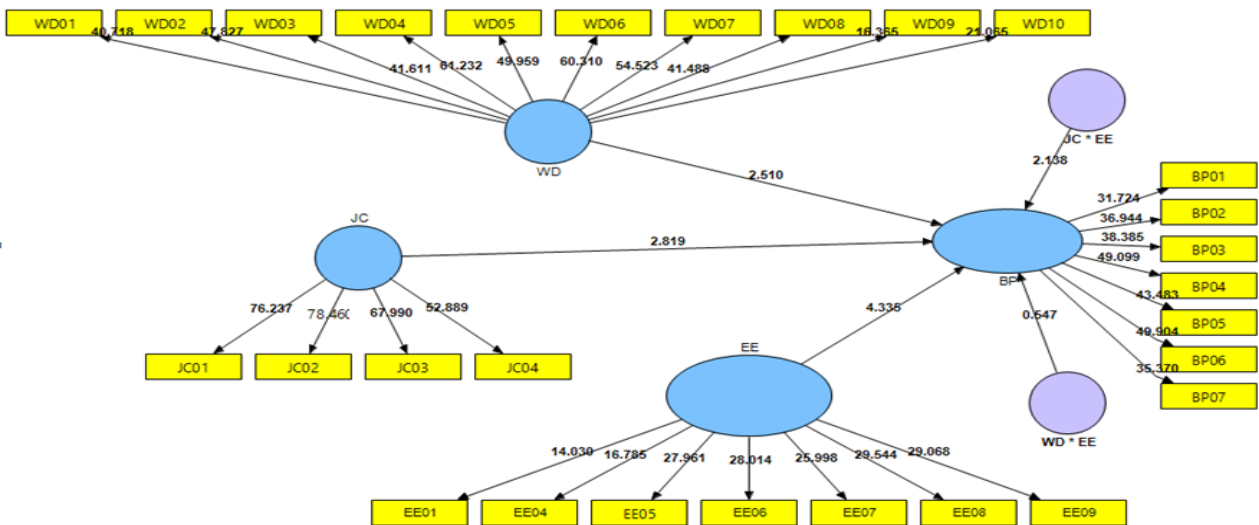 WD01 WD02 WD03 WD04 WD05 WD06 WD07 WD08 WD09 WD10
40.718 47.827 41.611 61.232 49.959 60.310 54.523 41.488 16.365 21.065
WD
JC * EE
2.138
2.510
BP01
31.724
BP02
36.944
JC
2.819
38.385
BP03
49.099
BP
BP04
43.483
4.335
0.547
BP05
49.904
BP06
35.370
BP07
76.237 78.460 67.990 52.889
JC01 JC02 JC03 JC04
EE
WD * EE
14.030 16.785 27.961 28.014 25.998 29.544 29.068
EE01 EE04 EE05 EE06 EE07 EE08 EE09